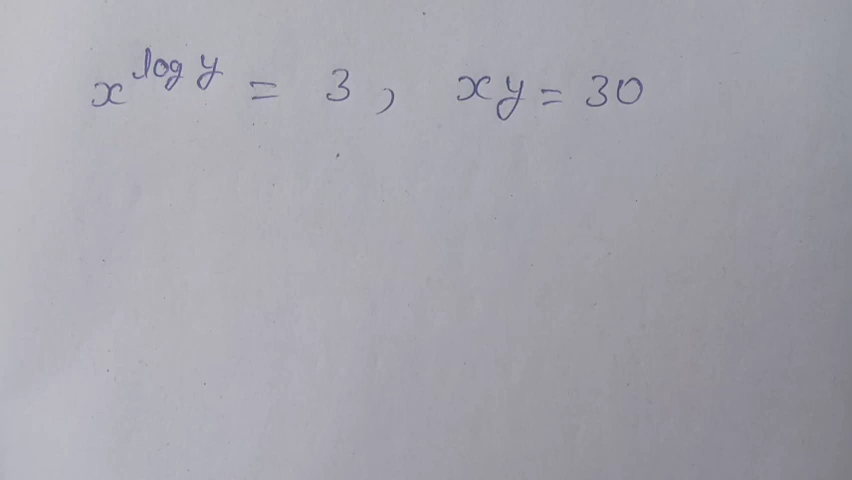 x^{log y} = 3, xy = 30